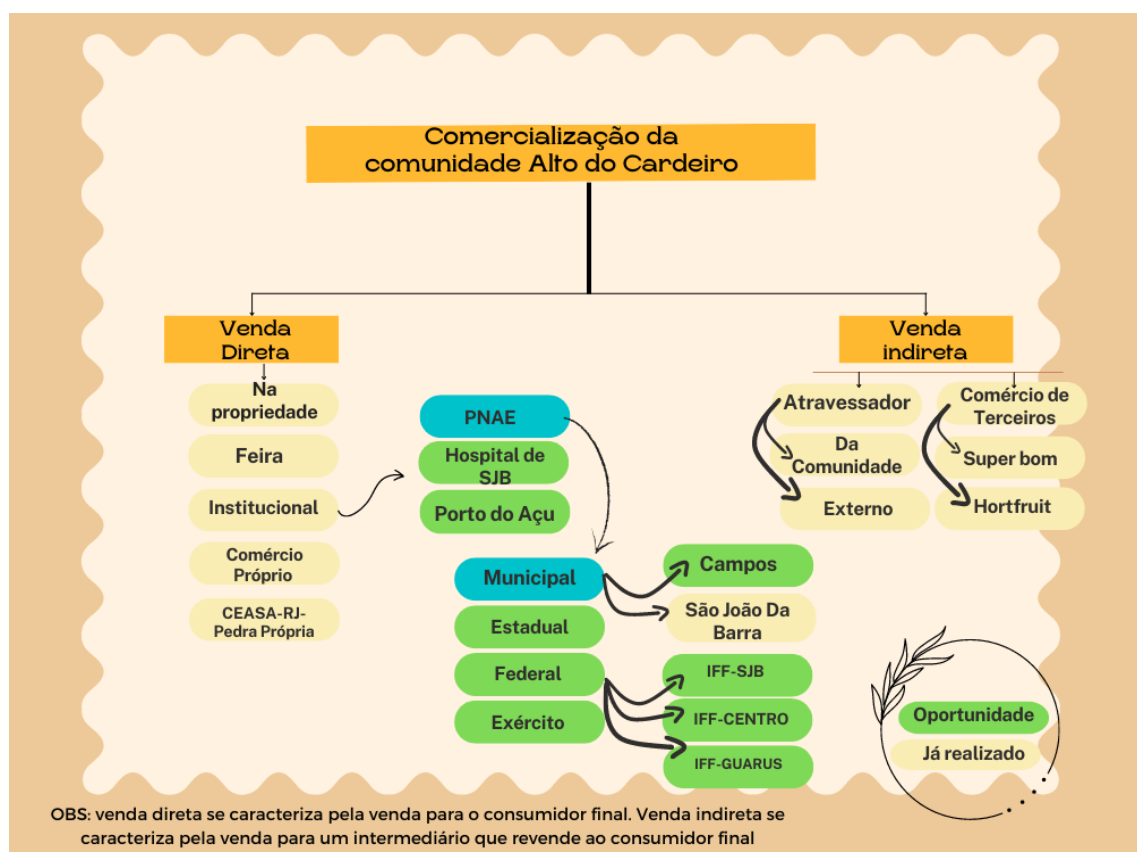 Comercialização da
comunidade Alto do Cardeiro
Venda
Direta
Na
propriedade
Feira
Institucional
Comércio
Próprio
CEASA-RJ-
Pedra Própria
PNAE
Hospital de
SJB
Porto do Açu
Municipal
Estadual
Federal
Exército
Campos
São João Da
Barra
IFF-SJB
IFF-CENTRO
IFF-GUARUS
Venda
indireta
Atravessador
Da
Comunidade
Externo
Comércio de
Terceiros
Super bom
Hortfruit
Oportunidade
Já realizado
OBS: venda direta se caracteriza pela venda para o consumidor final. Venda indireta se
caracteriza pela venda para um intermediário que revende ao consumidor final